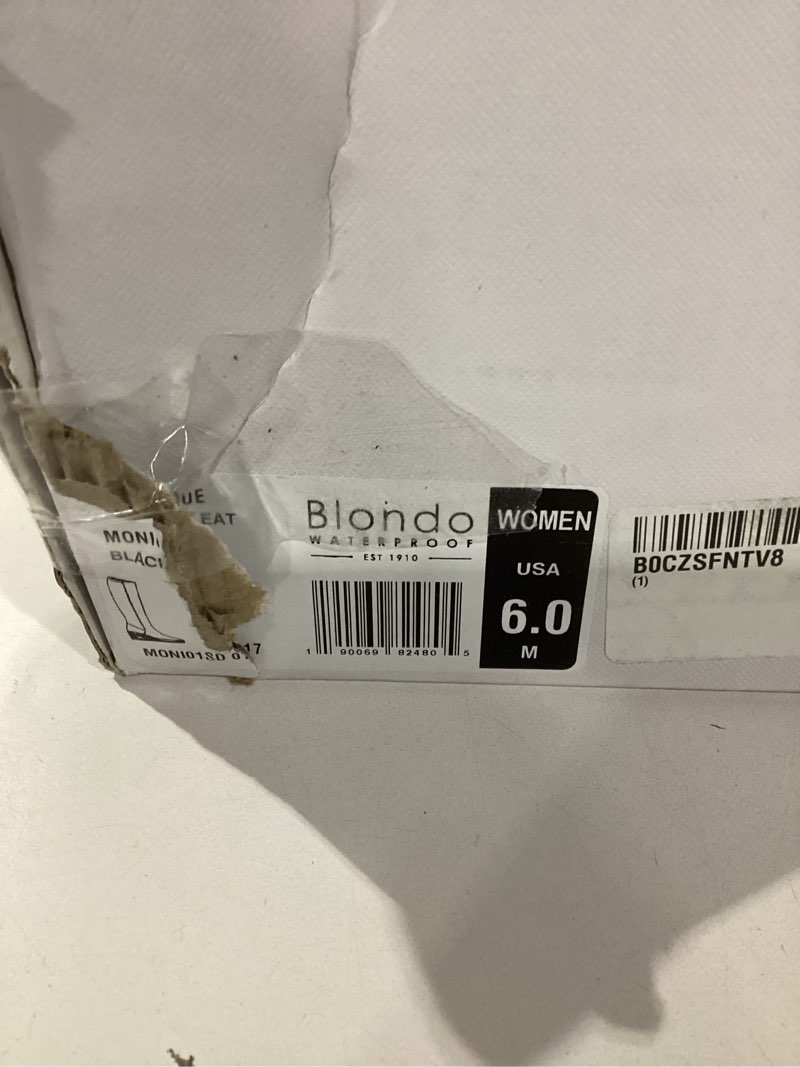 UE
EAT
MONI
BLAC
MONI01SD 0 17
Blondo
WATERPROOF
EST 1910
1 90069 82480 5
WOMEN
USA
6.0
M
B0CZSFNTV8
(1)